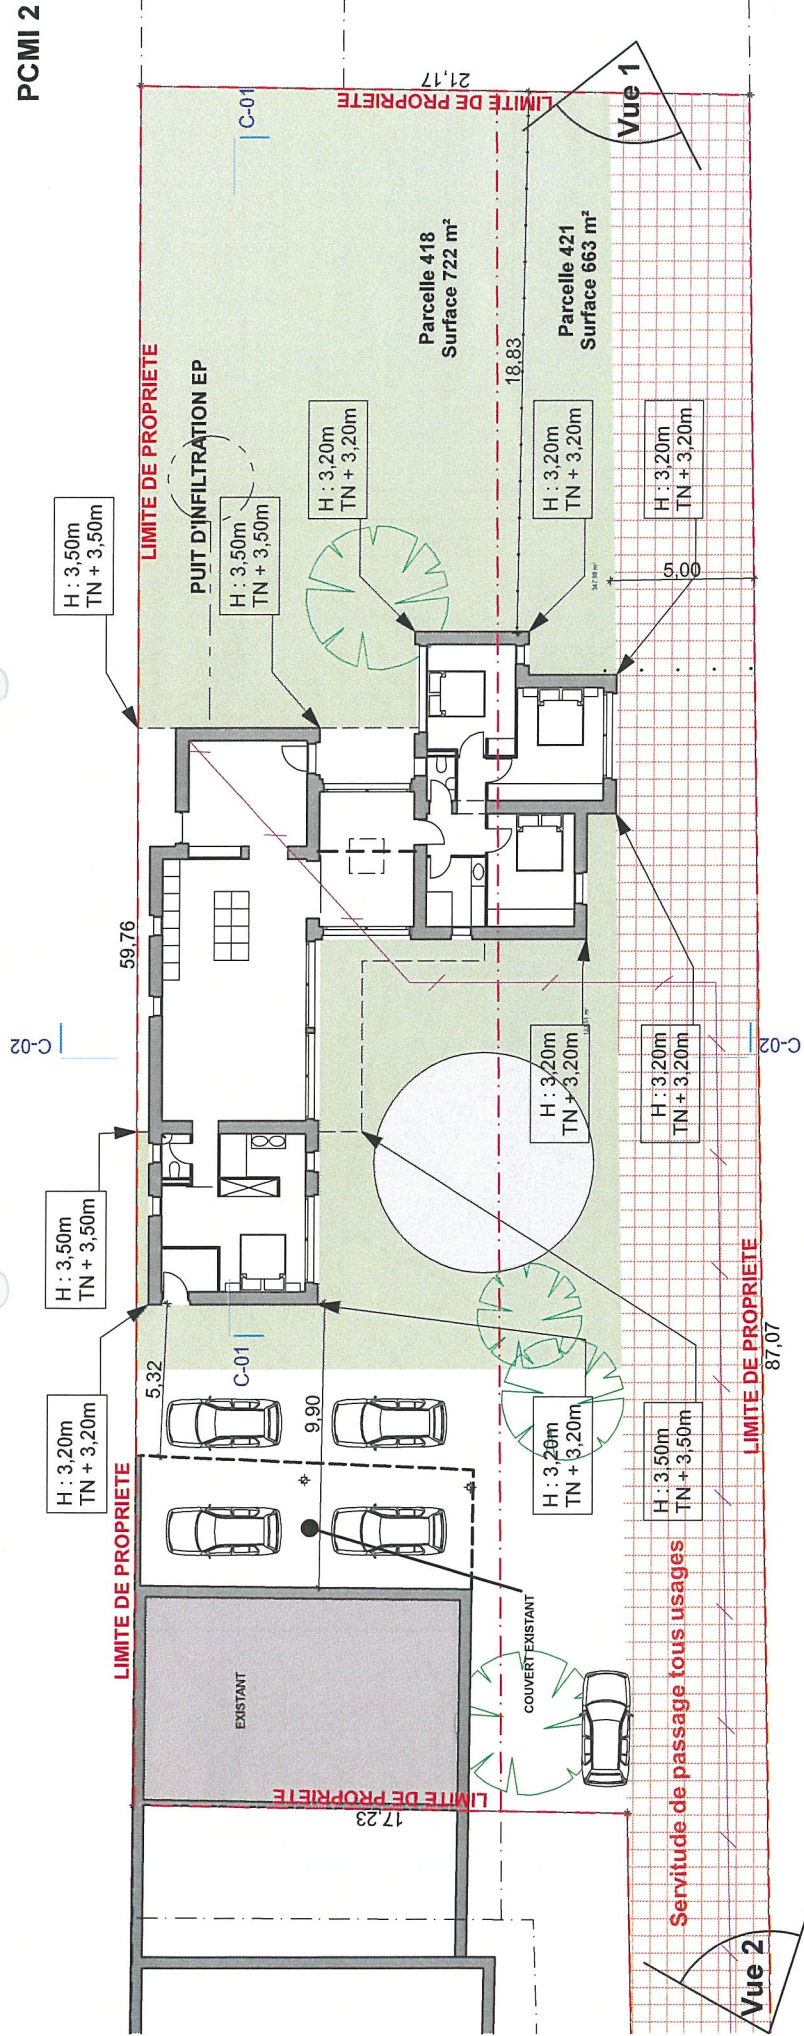 PCMI 2
C-02
59,76
H : 3,20m
TN + 3,20m
H : 3,50m
TN + 3,50m
H : 3,50m
TN + 3,50m
LIMITE DE PROPRIETE
LIMITE DE PROPRIETE
PUIT D'INFILTRATION EP
H : 3,50m
TN + 3,50m
H : 3,20m
TN + 3,20m
C-01
C-01
21,17
LIMITE DE PROPRIETE
EXISTANT
5,32
9,90
COUVERT EXISTANT
17,23
LIMITE DE PROPRIETE
Parcelle 418
Surface 722 m²
18,83
Parcelle 421
Surface 663 m²
H : 3,20m
TN + 3,20m
H : 3,20m
TN + 3,20m
H : 3,20m
TN + 3,20m
H : 3,50m
TN + 3,50m
H : 3,20m
TN + 3,20m
H : 3,20m
TN + 3,20m
5,00
Servitude de passage tous usages
Vue 1
Vue 2
LIMITE DE PROPRIETE
87,07
C-02